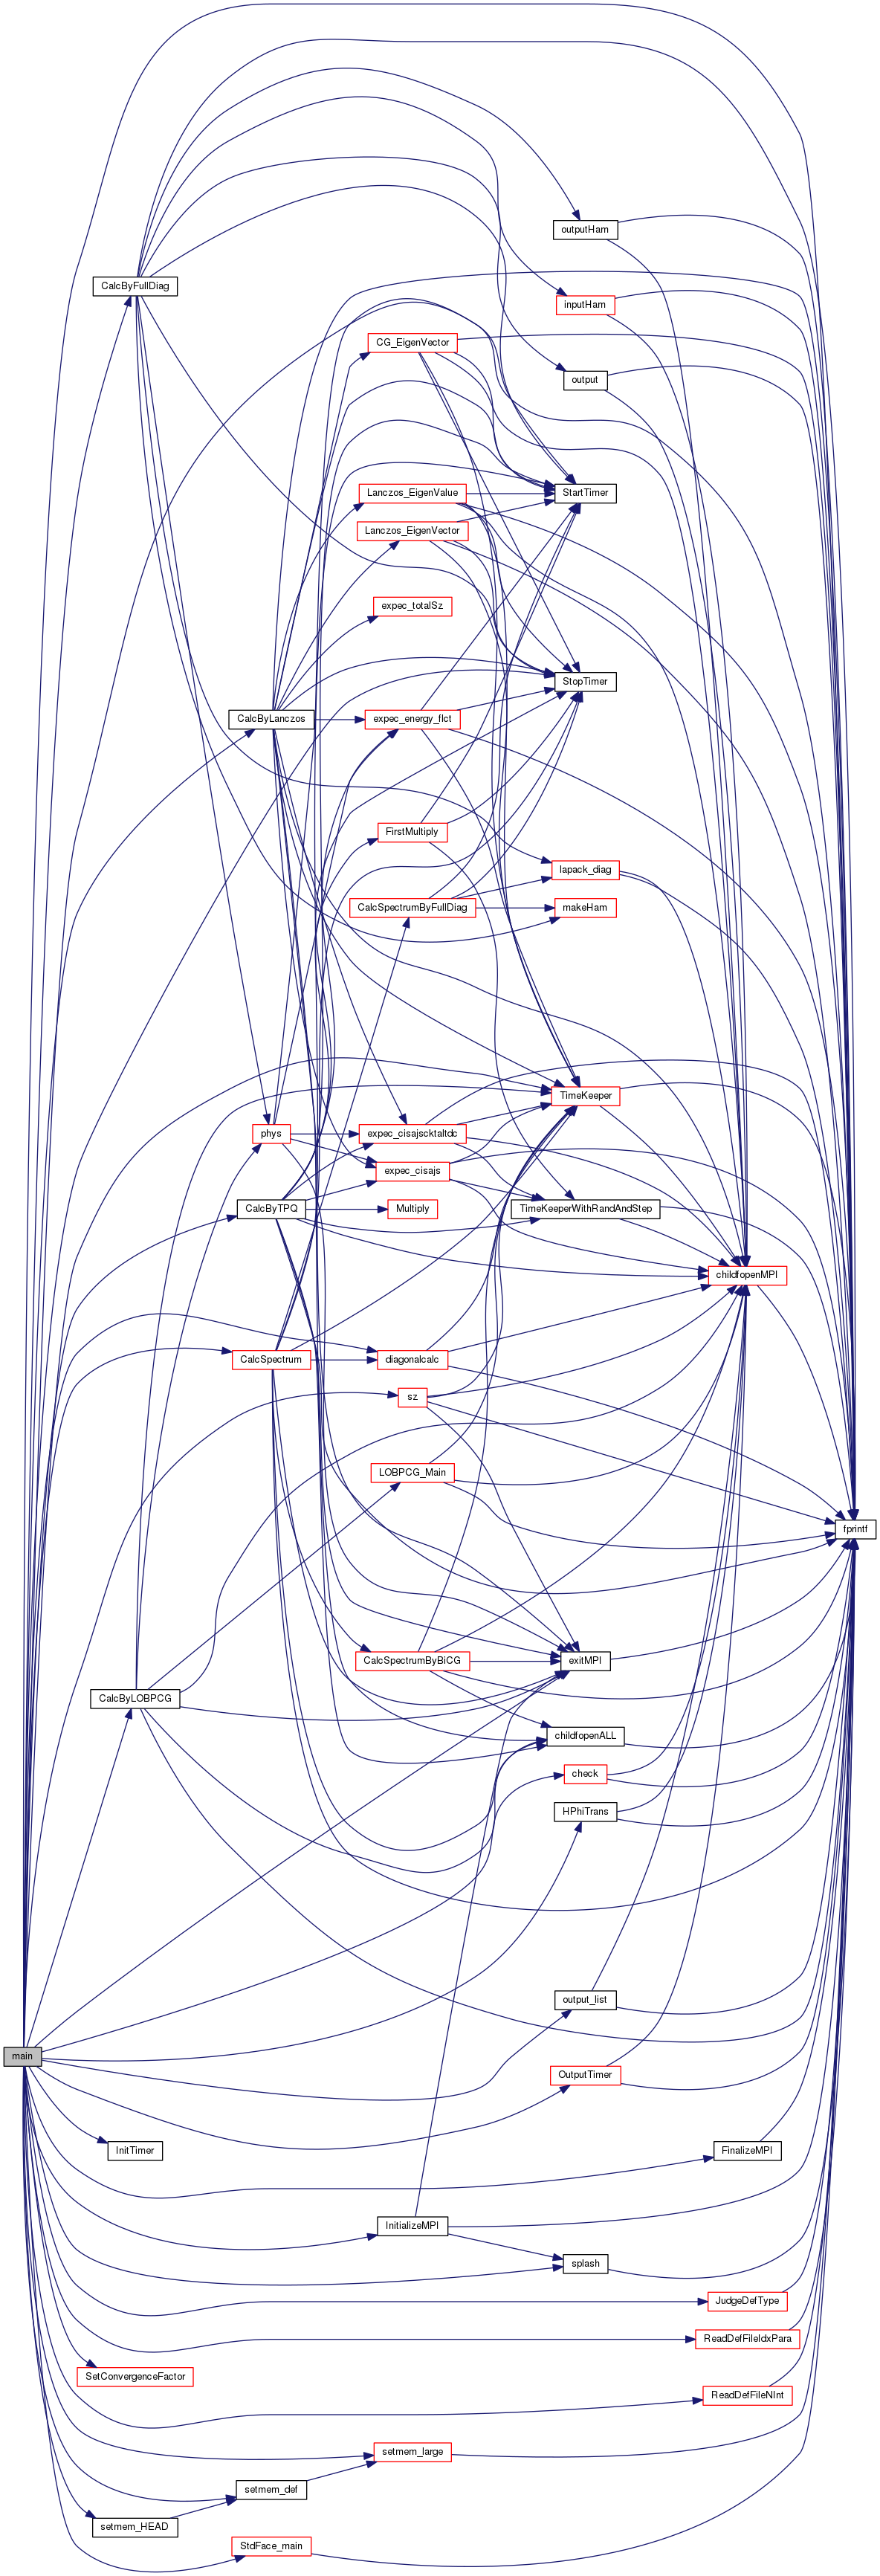 outputHam
CalcByFullDiag
inputHam
CG_EigenVector
output
Lanczos_EigenValue
StartTimer
Lanczos_EigenVector
expec_totalSz
StopTimer
CalcByLanczos
expec_energy_flct
FirstMultiply
lapack_diag
CalcSpectrumByFullDiag
makeHam
TimeKeeper
phys
expec_cisajscktaltdc
expec_cisajs
CalcByTPQ
Multiply
TimeKeeperWithRandAndStep
childfopenMPI
CalcSpectrum
diagonalcalc
sz
LOBPCG_Main
fprintf
CalcSpectrumByBiCG
exitMPI
CalcByLOBPCG
childfopenALL
check
HPhiTrans
output_list
main
OutputTimer
InitTimer
FinalizeMPI
InitializeMPI
splash
JudgeDefType
ReadDefFileIdxPara
SetConvergenceFactor
ReadDefFileNInt
setmem_large
setmem_def
setmem_HEAD
StdFace_main